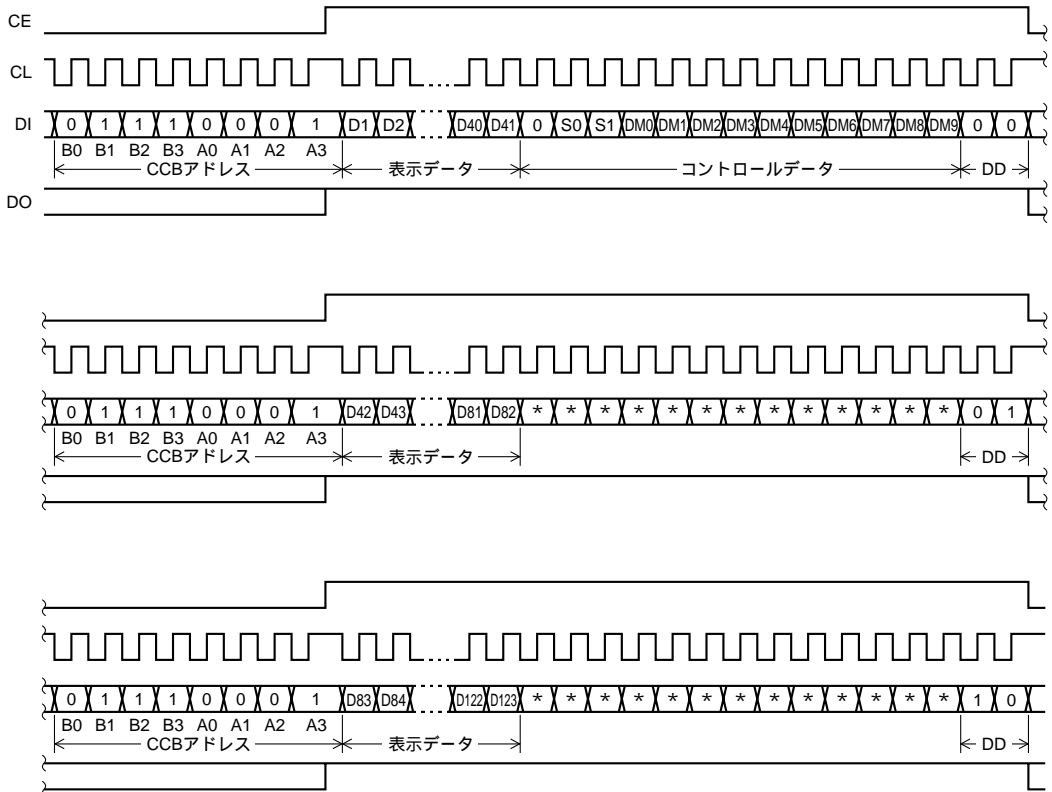 CE
CL
DI 0 1 1 1 0 0 0 1 D1 D2 D40 D41 0 S0 S1 DM0 DM1 DM2 DM3 DM4 DM5 DM6 DM7 DM8 DM9 0 0
B0 B1 B2 B3 A0 A1 A2 A3
CCBアドレス 表示データ コントロールデータ DD
DO
0 1 1 1 0 0 0 1 D42 D43 D81 D82 * * * * * * * * * * * * * 0 1
B0 B1 B2 B3 A0 A1 A2 A3
CCBアドレス 表示データ DD
0 1 1 1 0 0 0 1 D83 D84 D122 D123 * * * * * * * * * * * * * 1 0
B0 B1 B2 B3 A0 A1 A2 A3
CCBアドレス 表示データ DD